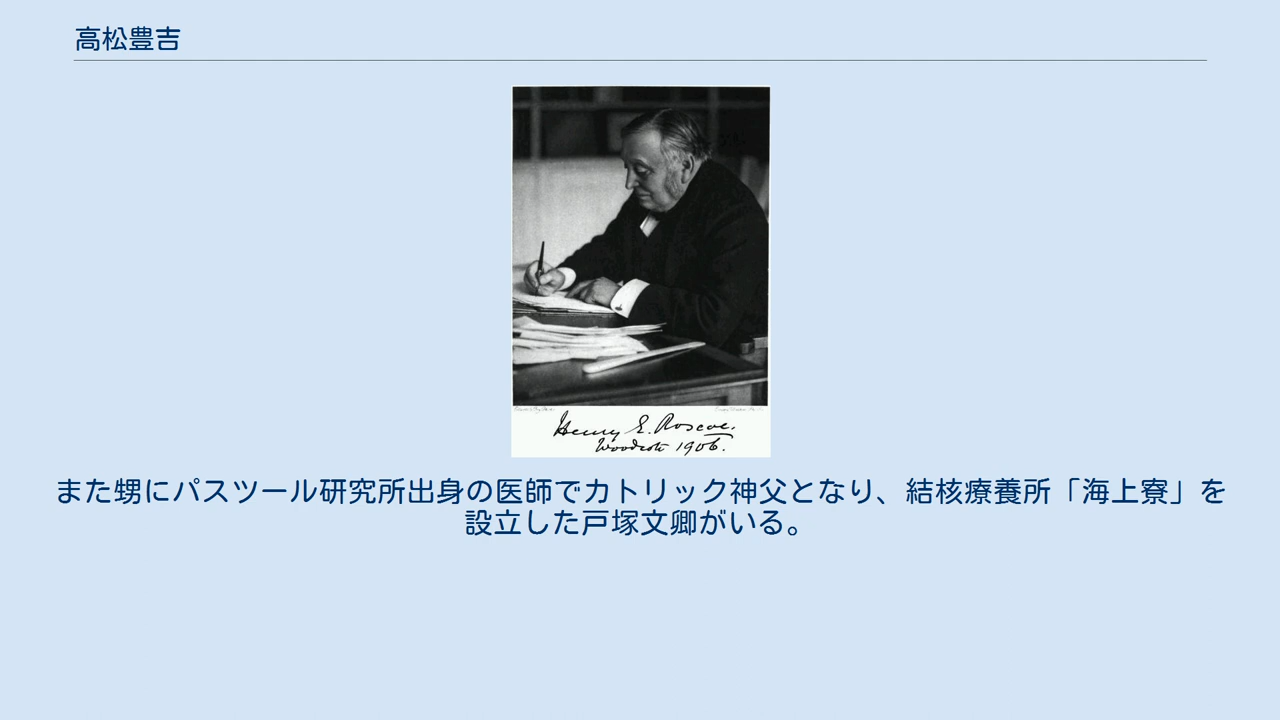 高松豊吉
Henry E. Roscoe.
Woodcote 1906.
また甥にパスツール研究所出身の医師でカトリック神父となり、結核療養所「海上寮」を
設立した戸塚文卿がいる。